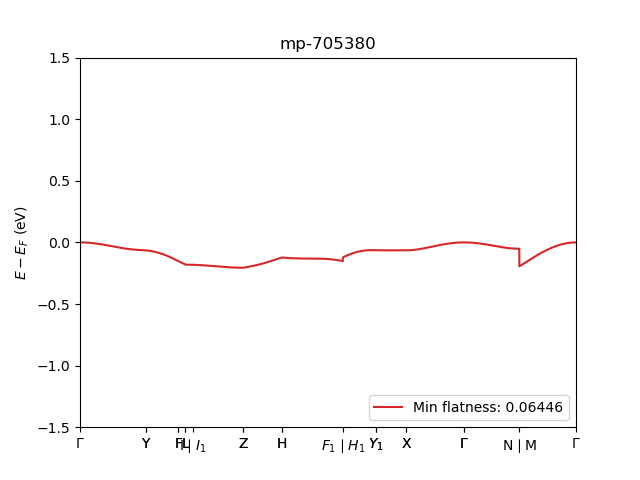 mp-705380
1.5
1.0
0.5
0.0
−0.5
−1.0
−1.5
E − E_F (eV)
Min flatness: 0.06446
Γ Y F L I | I₁ Z H F₁ | H₁ Y₁ X Γ N | M Γ